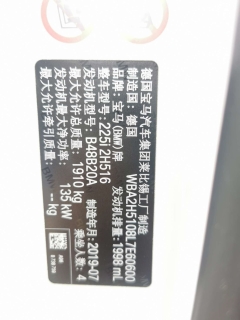 德国宝马汽车集团莱比锡工厂制造
制造国：德国 WBA2H5108L7E60600
品牌：宝马(BMW)牌
整车型号：225i 2H516 发动机排量：1998 mL
发动机型号：B48B20A 制造年月：2019-07
最大允许总质量：1910 kg 乘坐人数：4
发动机最大净功率：135 kW
最大允许牵引质量：-- kg